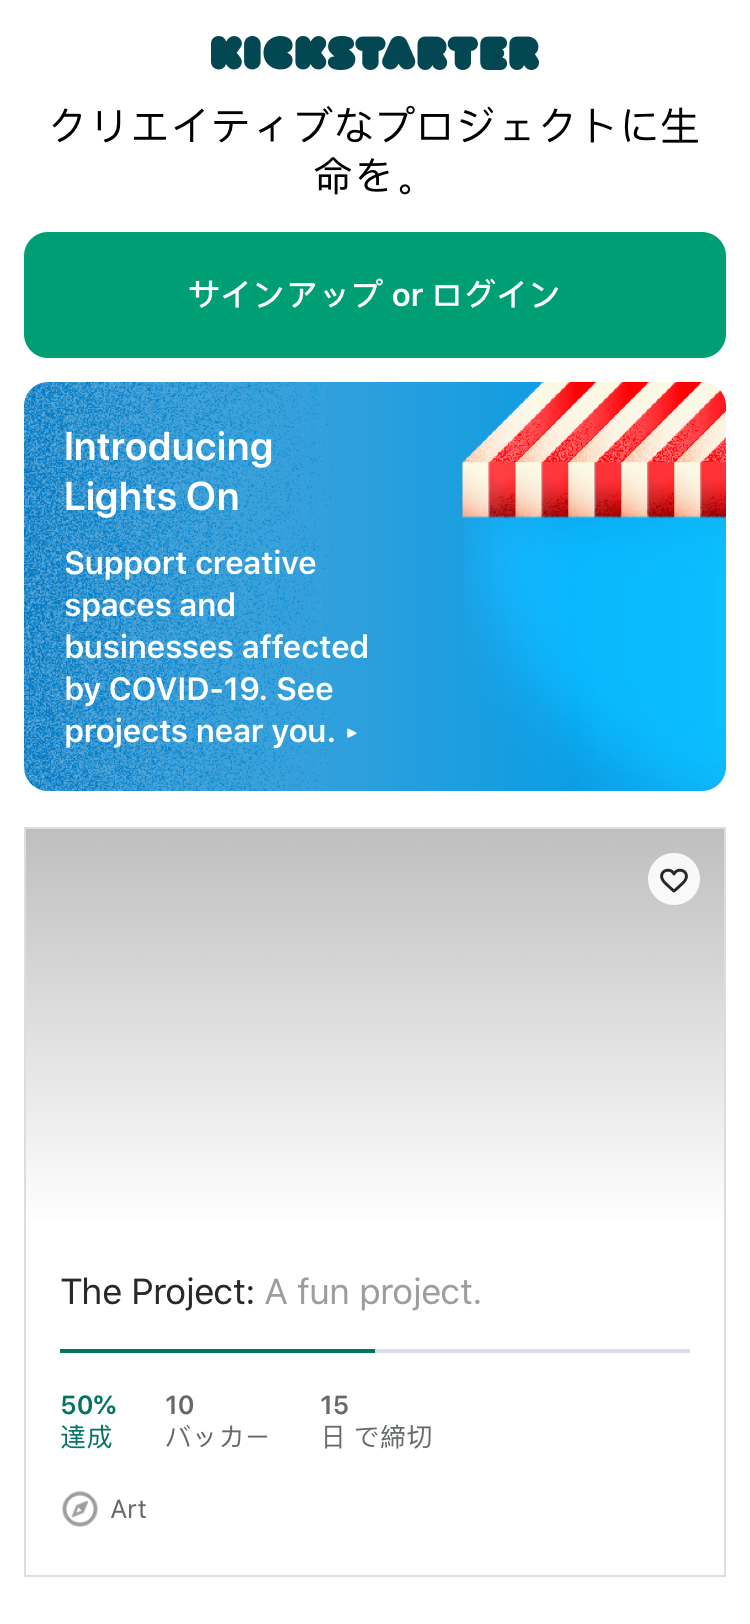 KICKSTARTER
クリエイティブなプロジェクトに生
命を。
サインアップ or ログイン
Introducing
Lights On
Support creative
spaces and
businesses affected
by COVID-19. See
projects near you. ▸
The Project: A fun project.
50%
達成
10
バッカー
15
日 で締切
Art